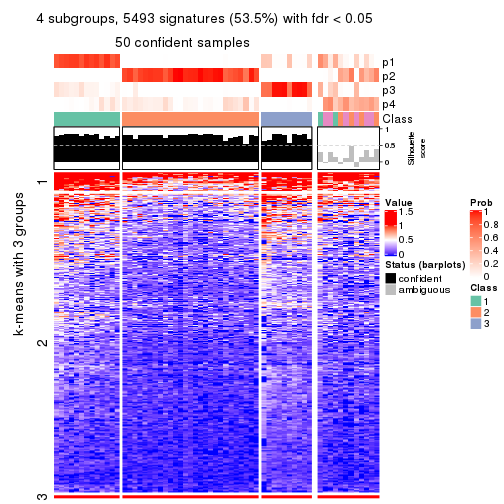 4 subgroups, 5493 signatures (53.5%) with fdr < 0.05
50 confident samples
p1
p2
p3
p4
Class
1
0.5
0
Silhouette
score
k-means with 3 groups
1
2
3
Value
1.5
1
0.5
0
Status (barplots)
confident
ambiguous
Prob
1
0.8
0.6
0.4
0.2
0
Class
1
2
3